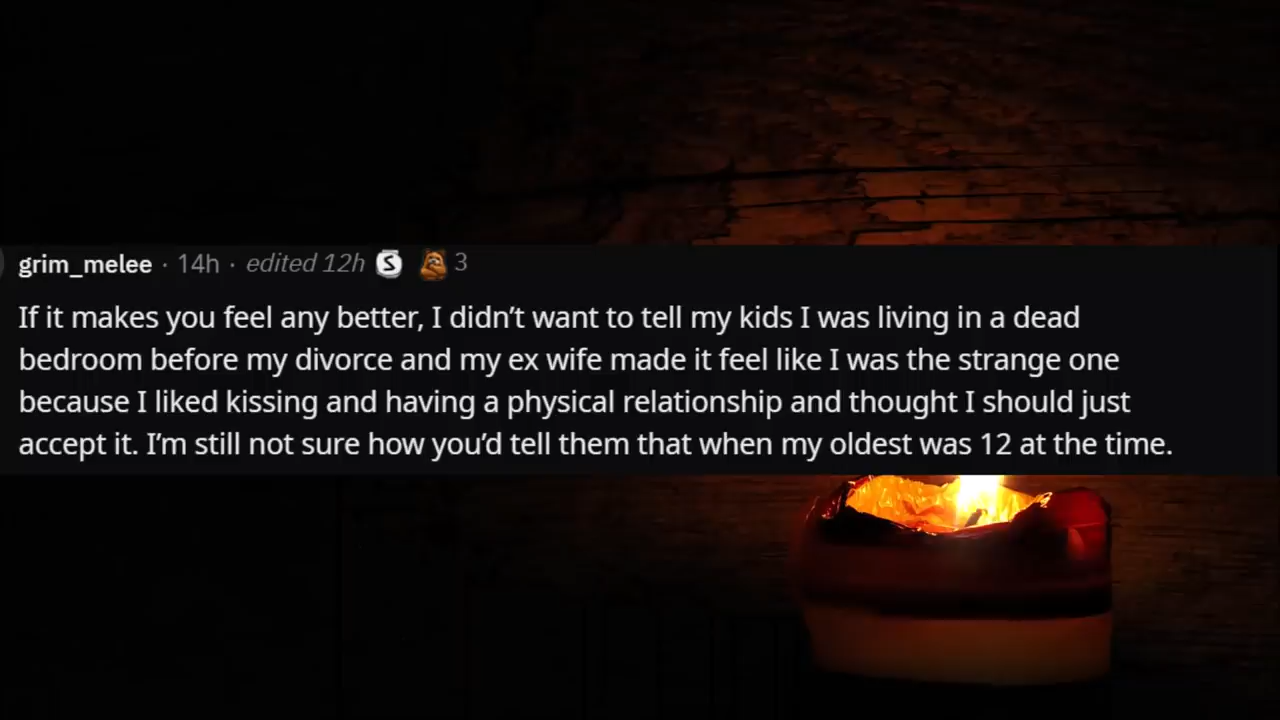 grim_melee · 14h · edited 12h S 3
If it makes you feel any better, I didn’t want to tell my kids I was living in a dead
bedroom before my divorce and my ex wife made it feel like I was the strange one
because I liked kissing and having a physical relationship and thought I should just
accept it. I’m still not sure how you’d tell them that when my oldest was 12 at the time.